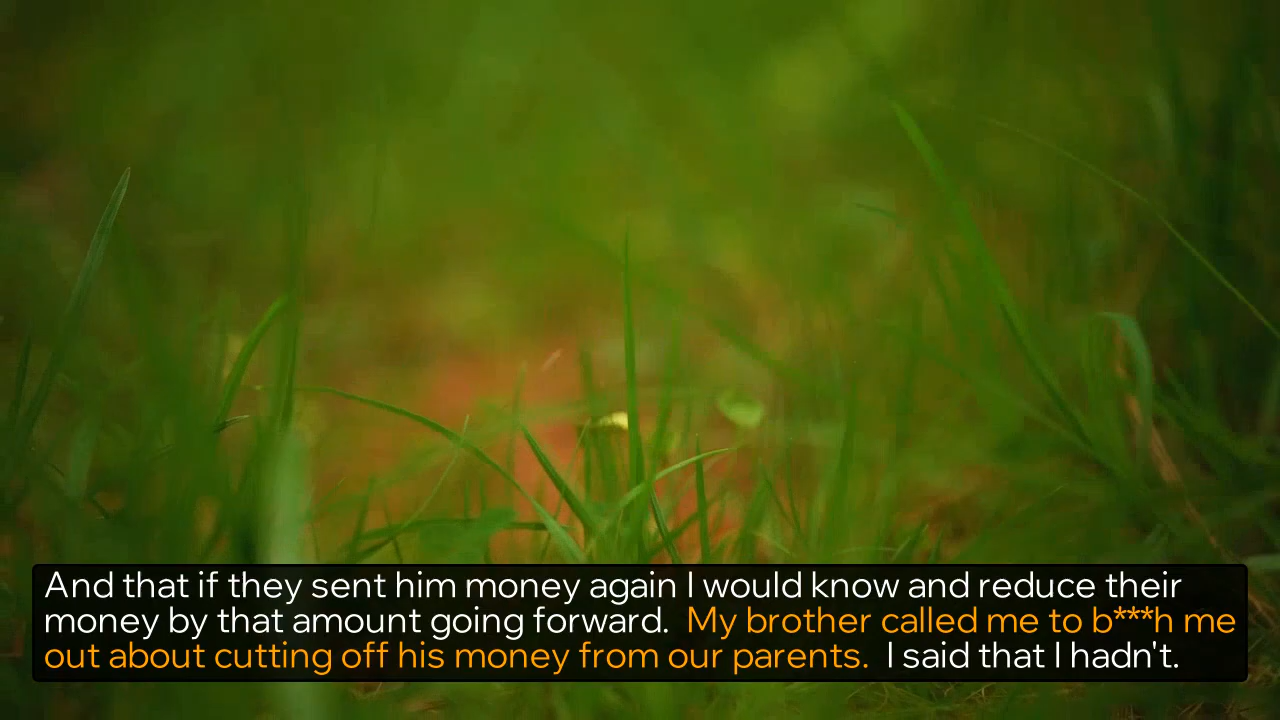 And that if they sent him money again I would know and reduce their
money by that amount going forward.  My brother called me to b***h me
out about cutting off his money from our parents.  I said that I hadn't.